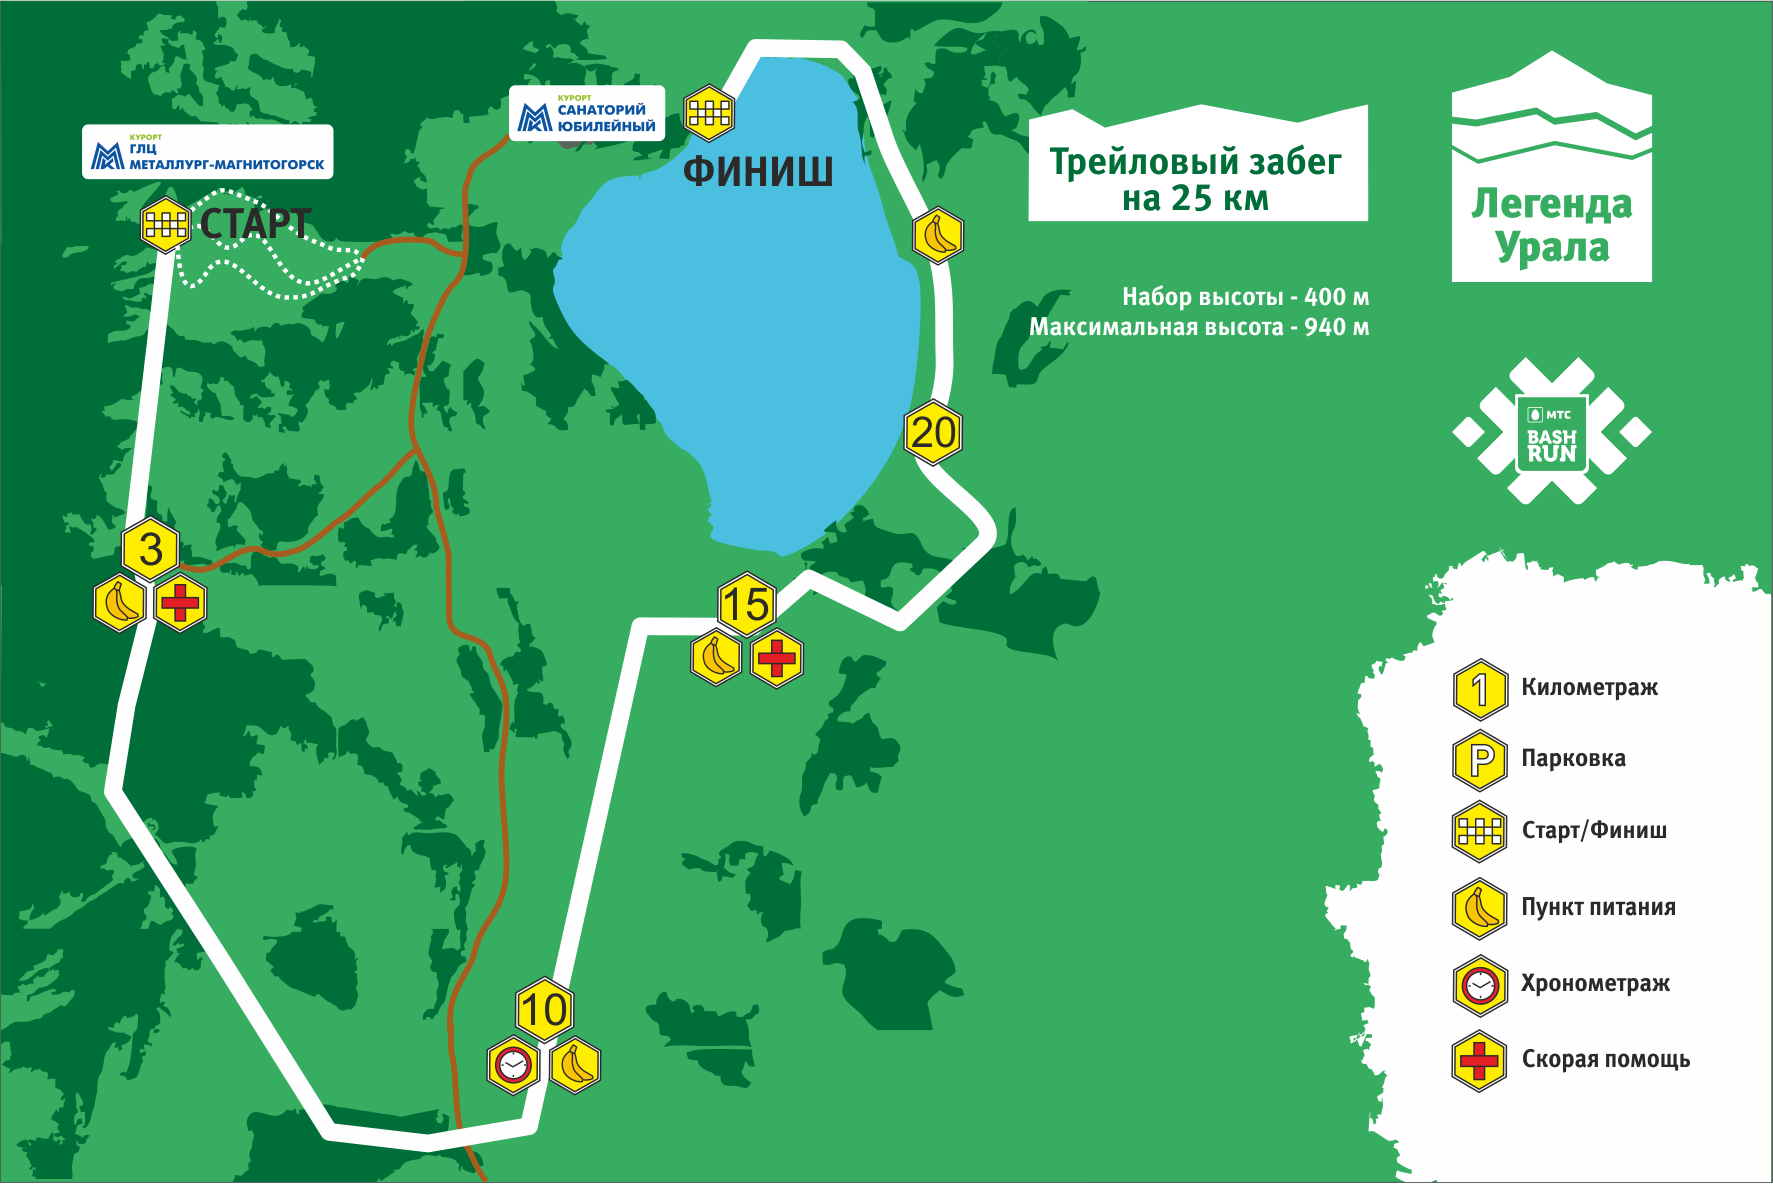 КУРОРТ
ГЛЦ
МЕТАЛЛУРГ-МАГНИТОГОРСК
КУРОРТ
САНАТОРИЙ
ЮБИЛЕЙНЫЙ
ФИНИШ
СТАРТ
Трейловый забег
на 25 км
Набор высоты - 400 м
Максимальная высота - 940 м
Легенда
Урала
МТС
BASH
RUN
3
20
15
10
1 Километраж
P Парковка
Старт/Финиш
Пункт питания
Хронометраж
Скорая помощь